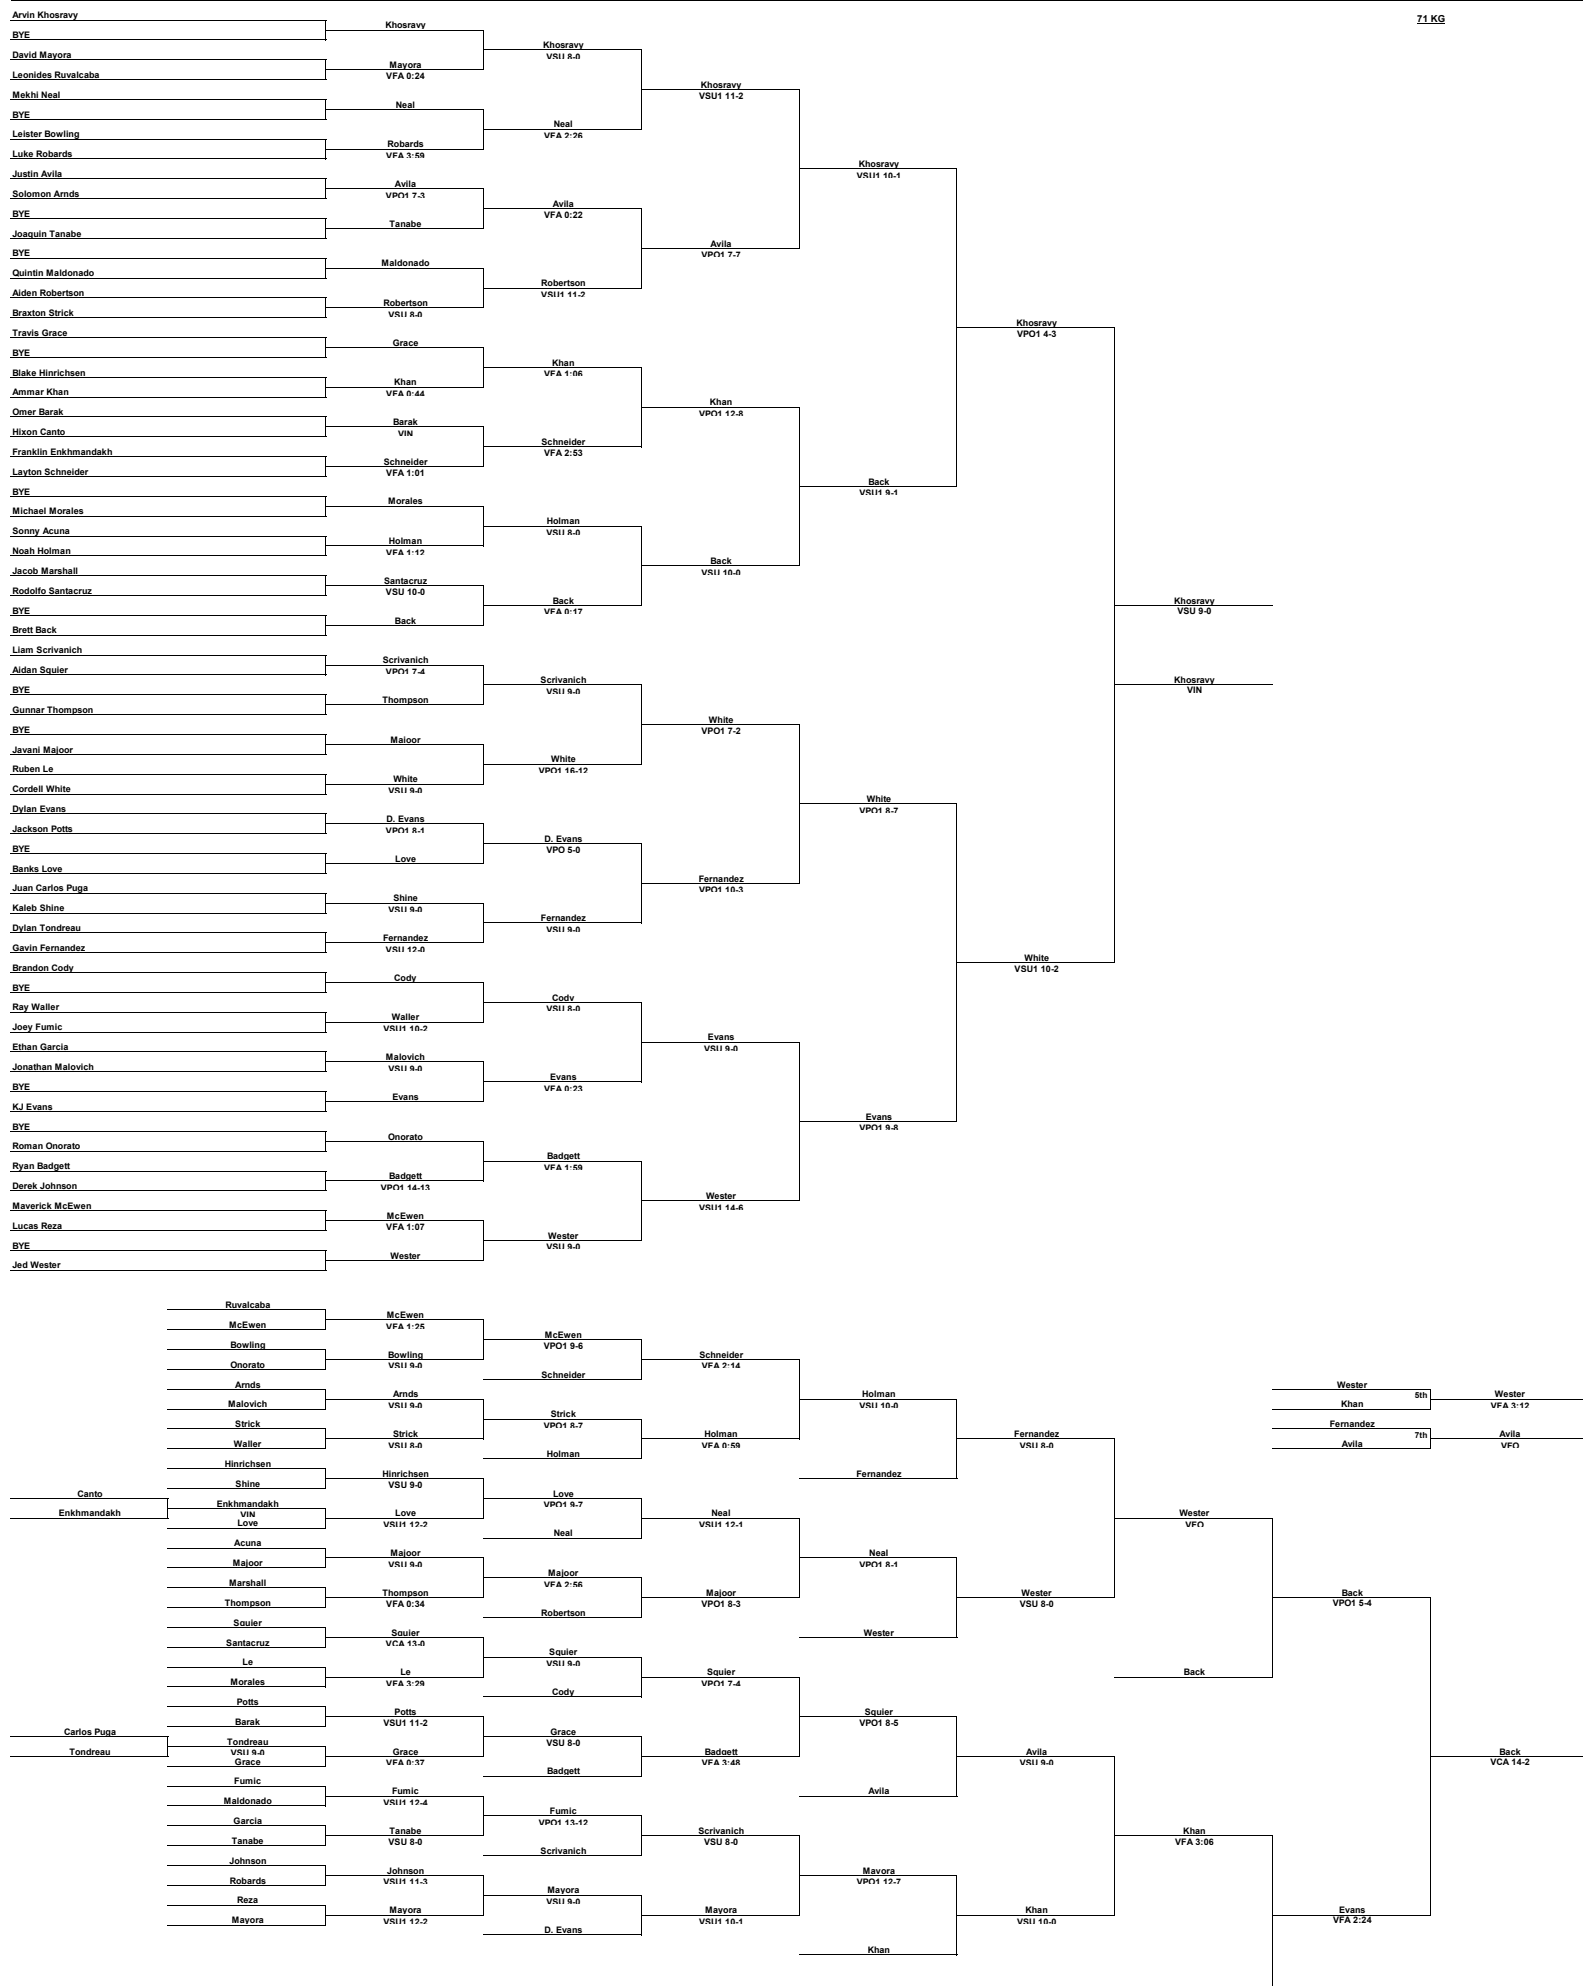 71 KG
Arvin Khosravy
BYE
David Mayora
Leonides Ruvalcaba
Mekhi Neal
BYE
Leister Bowling
Luke Robards
Justin Avila
Solomon Arnds
BYE
Joaquin Tanabe
BYE
Quintin Maldonado
Aiden Robertson
Braxton Strick
Travis Grace
BYE
Blake Hinrichsen
Ammar Khan
Omer Barak
Hixon Canto
Franklin Enkhmandakh
Layton Schneider
BYE
Michael Morales
Sonny Acuna
Noah Holman
Jacob Marshall
Rodolfo Santacruz
BYE
Brett Back
Liam Scrivanich
Aidan Squier
BYE
Gunnar Thompson
BYE
Javani Majoor
Ruben Le
Cordell White
Dylan Evans
Jackson Potts
BYE
Banks Love
Juan Carlos Puga
Kaleb Shine
Dylan Tondreau
Gavin Fernandez
Brandon Cody
BYE
Ray Waller
Joey Fumic
Ethan Garcia
Jonathan Malovich
BYE
KJ Evans
BYE
Roman Onorato
Ryan Badgett
Derek Johnson
Maverick McEwen
Lucas Reza
BYE
Jed Wester
Khosravy
Mayora
VFA 0:24
Neal
Robards
VFA 3:59
Avila
VPO1 7-3
Tanabe
Maldonado
Robertson
VSU 8-0
Grace
Khan
VFA 0:44
Barak
VIN
Schneider
VFA 1:01
Morales
Holman
VFA 1:12
Santacruz
VSU 10-0
Back
Scrivanich
VPO1 7-4
Thompson
Majoor
White
VSU 9-0
D. Evans
VPO1 8-1
Love
Shine
VSU 9-0
Fernandez
VSU 12-0
Cody
Waller
VSU1 10-2
Malovich
VSU 9-0
Evans
Onorato
Badgett
VPO1 14-13
McEwen
VFA 1:07
Wester
Khosravy
VSU 8-0
Neal
VFA 2:26
Avila
VFA 0:22
Robertson
VSU1 11-2
Khan
VFA 1:06
Schneider
VFA 2:53
Holman
VSU 8-0
Back
VFA 0:17
Scrivanich
VSU 9-0
White
VPO1 16-12
D. Evans
VPO 5-0
Fernandez
VSU 9-0
Cody
VSU 8-0
Evans
VFA 0:23
Badgett
VFA 1:59
Wester
VSU 9-0
Khosravy
VSU1 11-2
Avila
VPO1 7-7
Khan
VPO1 12-8
Back
VSU 10-0
White
VPO1 7-2
Fernandez
VPO1 10-3
Evans
VSU 9-0
Wester
VSU1 14-6
Khosravy
VSU1 10-1
Back
VSU1 9-1
White
VPO1 8-7
Evans
VPO1 9-8
Khosravy
VPO1 4-3
White
VSU1 10-2
Khosravy
VSU 9-0
Khosravy
VIN
Canto
Enkhmandakh
Carlos Puga
Tondreau
Ruvalcaba
McEwen
Bowling
Onorato
Arnds
Malovich
Strick
Waller
Hinrichsen
Shine
Enkhmandakh
VIN
Love
Acuna
Majoor
Marshall
Thompson
Squier
Santacruz
Le
Morales
Potts
Barak
Tondreau
VSU 9-0
Grace
Fumic
Maldonado
Garcia
Tanabe
Johnson
Robards
Reza
Mayora
McEwen
VFA 1:25
Bowling
VSU 9-0
Arnds
VSU 9-0
Strick
VSU 8-0
Hinrichsen
VSU 9-0
Love
VSU1 12-2
Majoor
VSU 9-0
Thompson
VFA 0:34
Squier
VCA 13-0
Le
VFA 3:29
Potts
VSU1 11-2
Grace
VFA 0:37
Fumic
VSU1 12-4
Tanabe
VSU 8-0
Johnson
VSU1 11-3
Mayora
VSU1 12-2
McEwen
VPO1 9-6
Schneider
Strick
VPO1 8-7
Holman
Love
VPO1 9-7
Neal
Majoor
VFA 2:56
Robertson
Squier
VSU 9-0
Cody
Grace
VSU 8-0
Badgett
Fumic
VPO1 13-12
Scrivanich
Mayora
VSU 9-0
D. Evans
Schneider
VFA 2:14
Holman
VFA 0:59
Neal
VSU1 12-1
Majoor
VPO1 8-3
Squier
VPO1 7-4
Badgett
VFA 3:48
Scrivanich
VSU 8-0
Mayora
VSU1 10-1
Holman
VSU 10-0
Fernandez
Neal
VPO1 8-1
Wester
Squier
VPO1 8-5
Avila
Mayora
VPO1 12-7
Khan
Fernandez
VSU 8-0
Wester
VSU 8-0
Avila
VSU 9-0
Khan
VSU 10-0
Wester
VFO
Back
Khan
VFA 3:06
Back
VPO1 5-4
Evans
VFA 2:24
Back
VCA 14-2
Wester
5th
Khan
Wester
VFA 3:12
Fernandez
7th
Avila
Avila
VFO